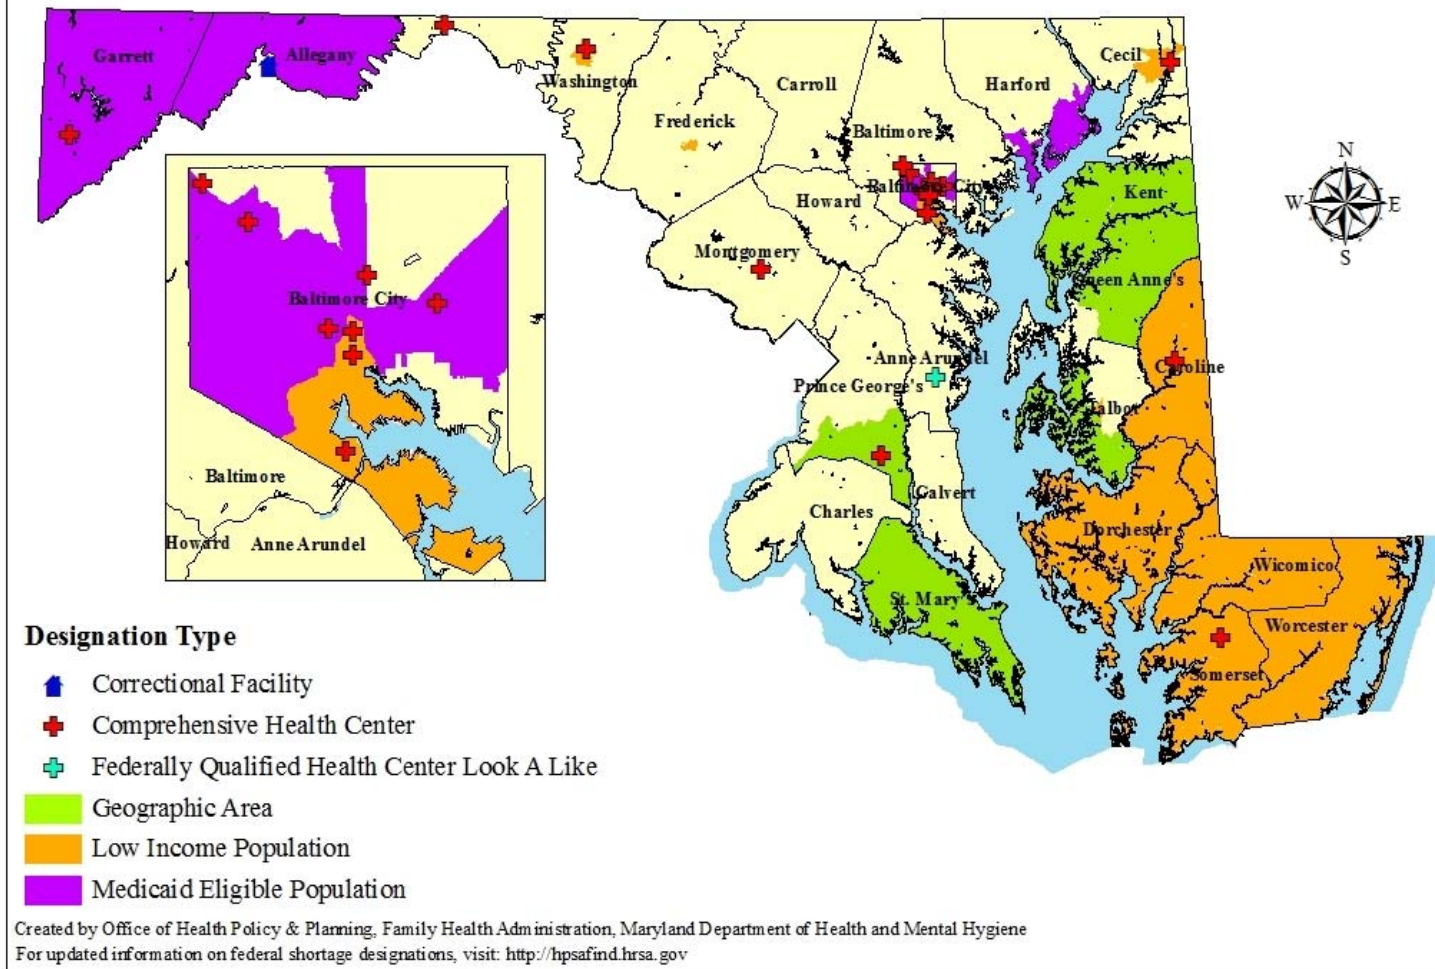 Garrett
Allegany
Washington
Frederick
Carroll
Baltimore
Harford
Cecil
Baltimore City
Howard
Montgomery
Kent
Queen Anne's
Anne Arundel
Prince George's
Caroline
Talbot
Calvert
Charles
St. Mary's
Dorchester
Wicomico
Worcester
Somerset
N
W
E
S
Baltimore City
Baltimore
Howard
Anne Arundel
Designation Type
Correctional Facility
Comprehensive Health Center
Federally Qualified Health Center Look A Like
Geographic Area
Low Income Population
Medicaid Eligible Population
Created by Office of Health Policy & Planning, Family Health Administration, Maryland Department of Health and Mental Hygiene
For updated information on federal shortage designations, visit: http://hpsafind.hrsa.gov